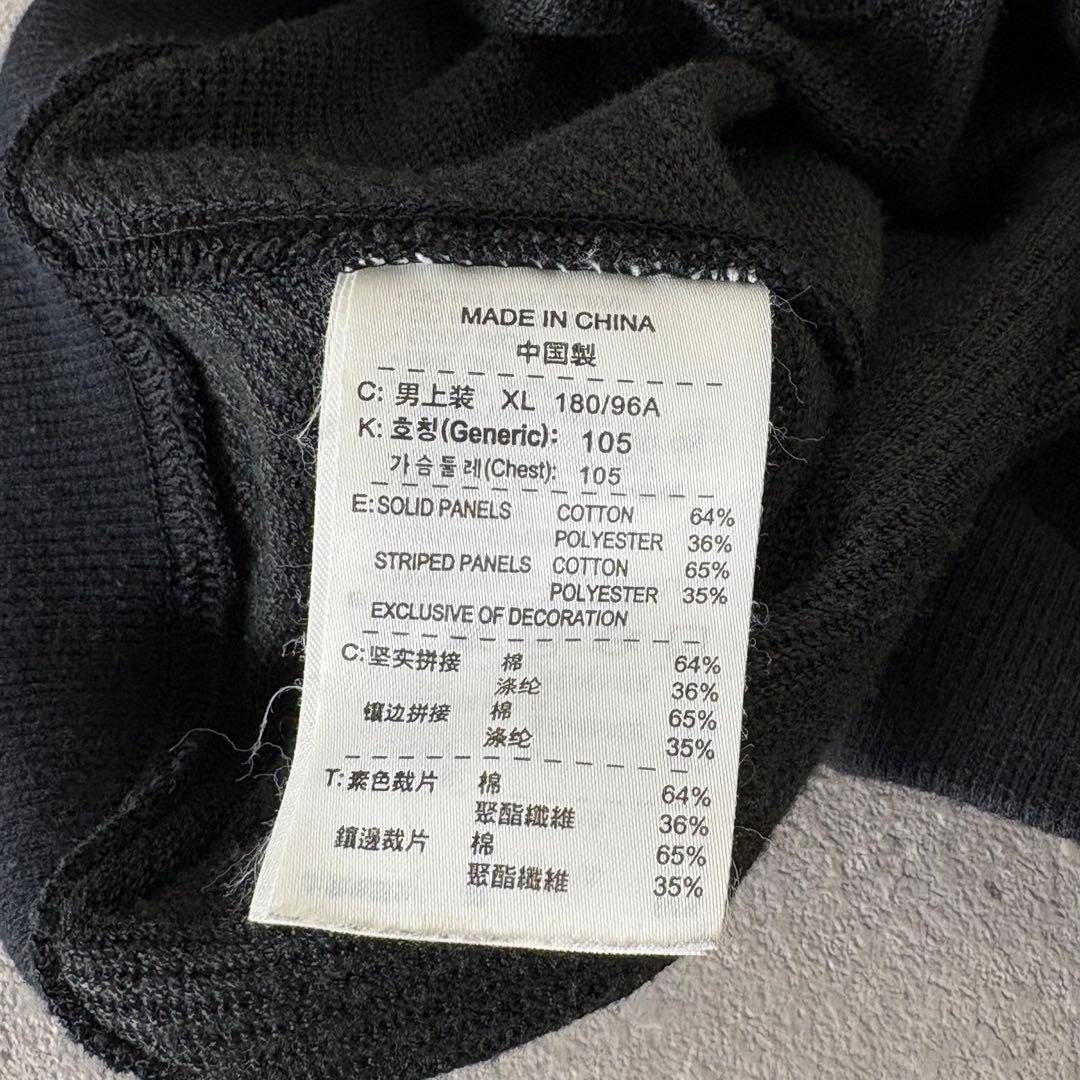 MADE IN CHINA
中国製
C: 男上装 XL 180/96A
K: 호칭(Generic): 105
가슴둘레(Chest): 105
E: SOLID PANELS COTTON 64%
POLYESTER 36%
STRIPED PANELS COTTON 65%
POLYESTER 35%
EXCLUSIVE OF DECORATION
C: 坚实拼接 棉 64%
涤纶 36%
镶边拼接 棉 65%
涤纶 35%
T: 素色裁片 棉 64%
聚酯纖維 36%
鑲邊裁片 棉 65%
聚酯纖維 35%